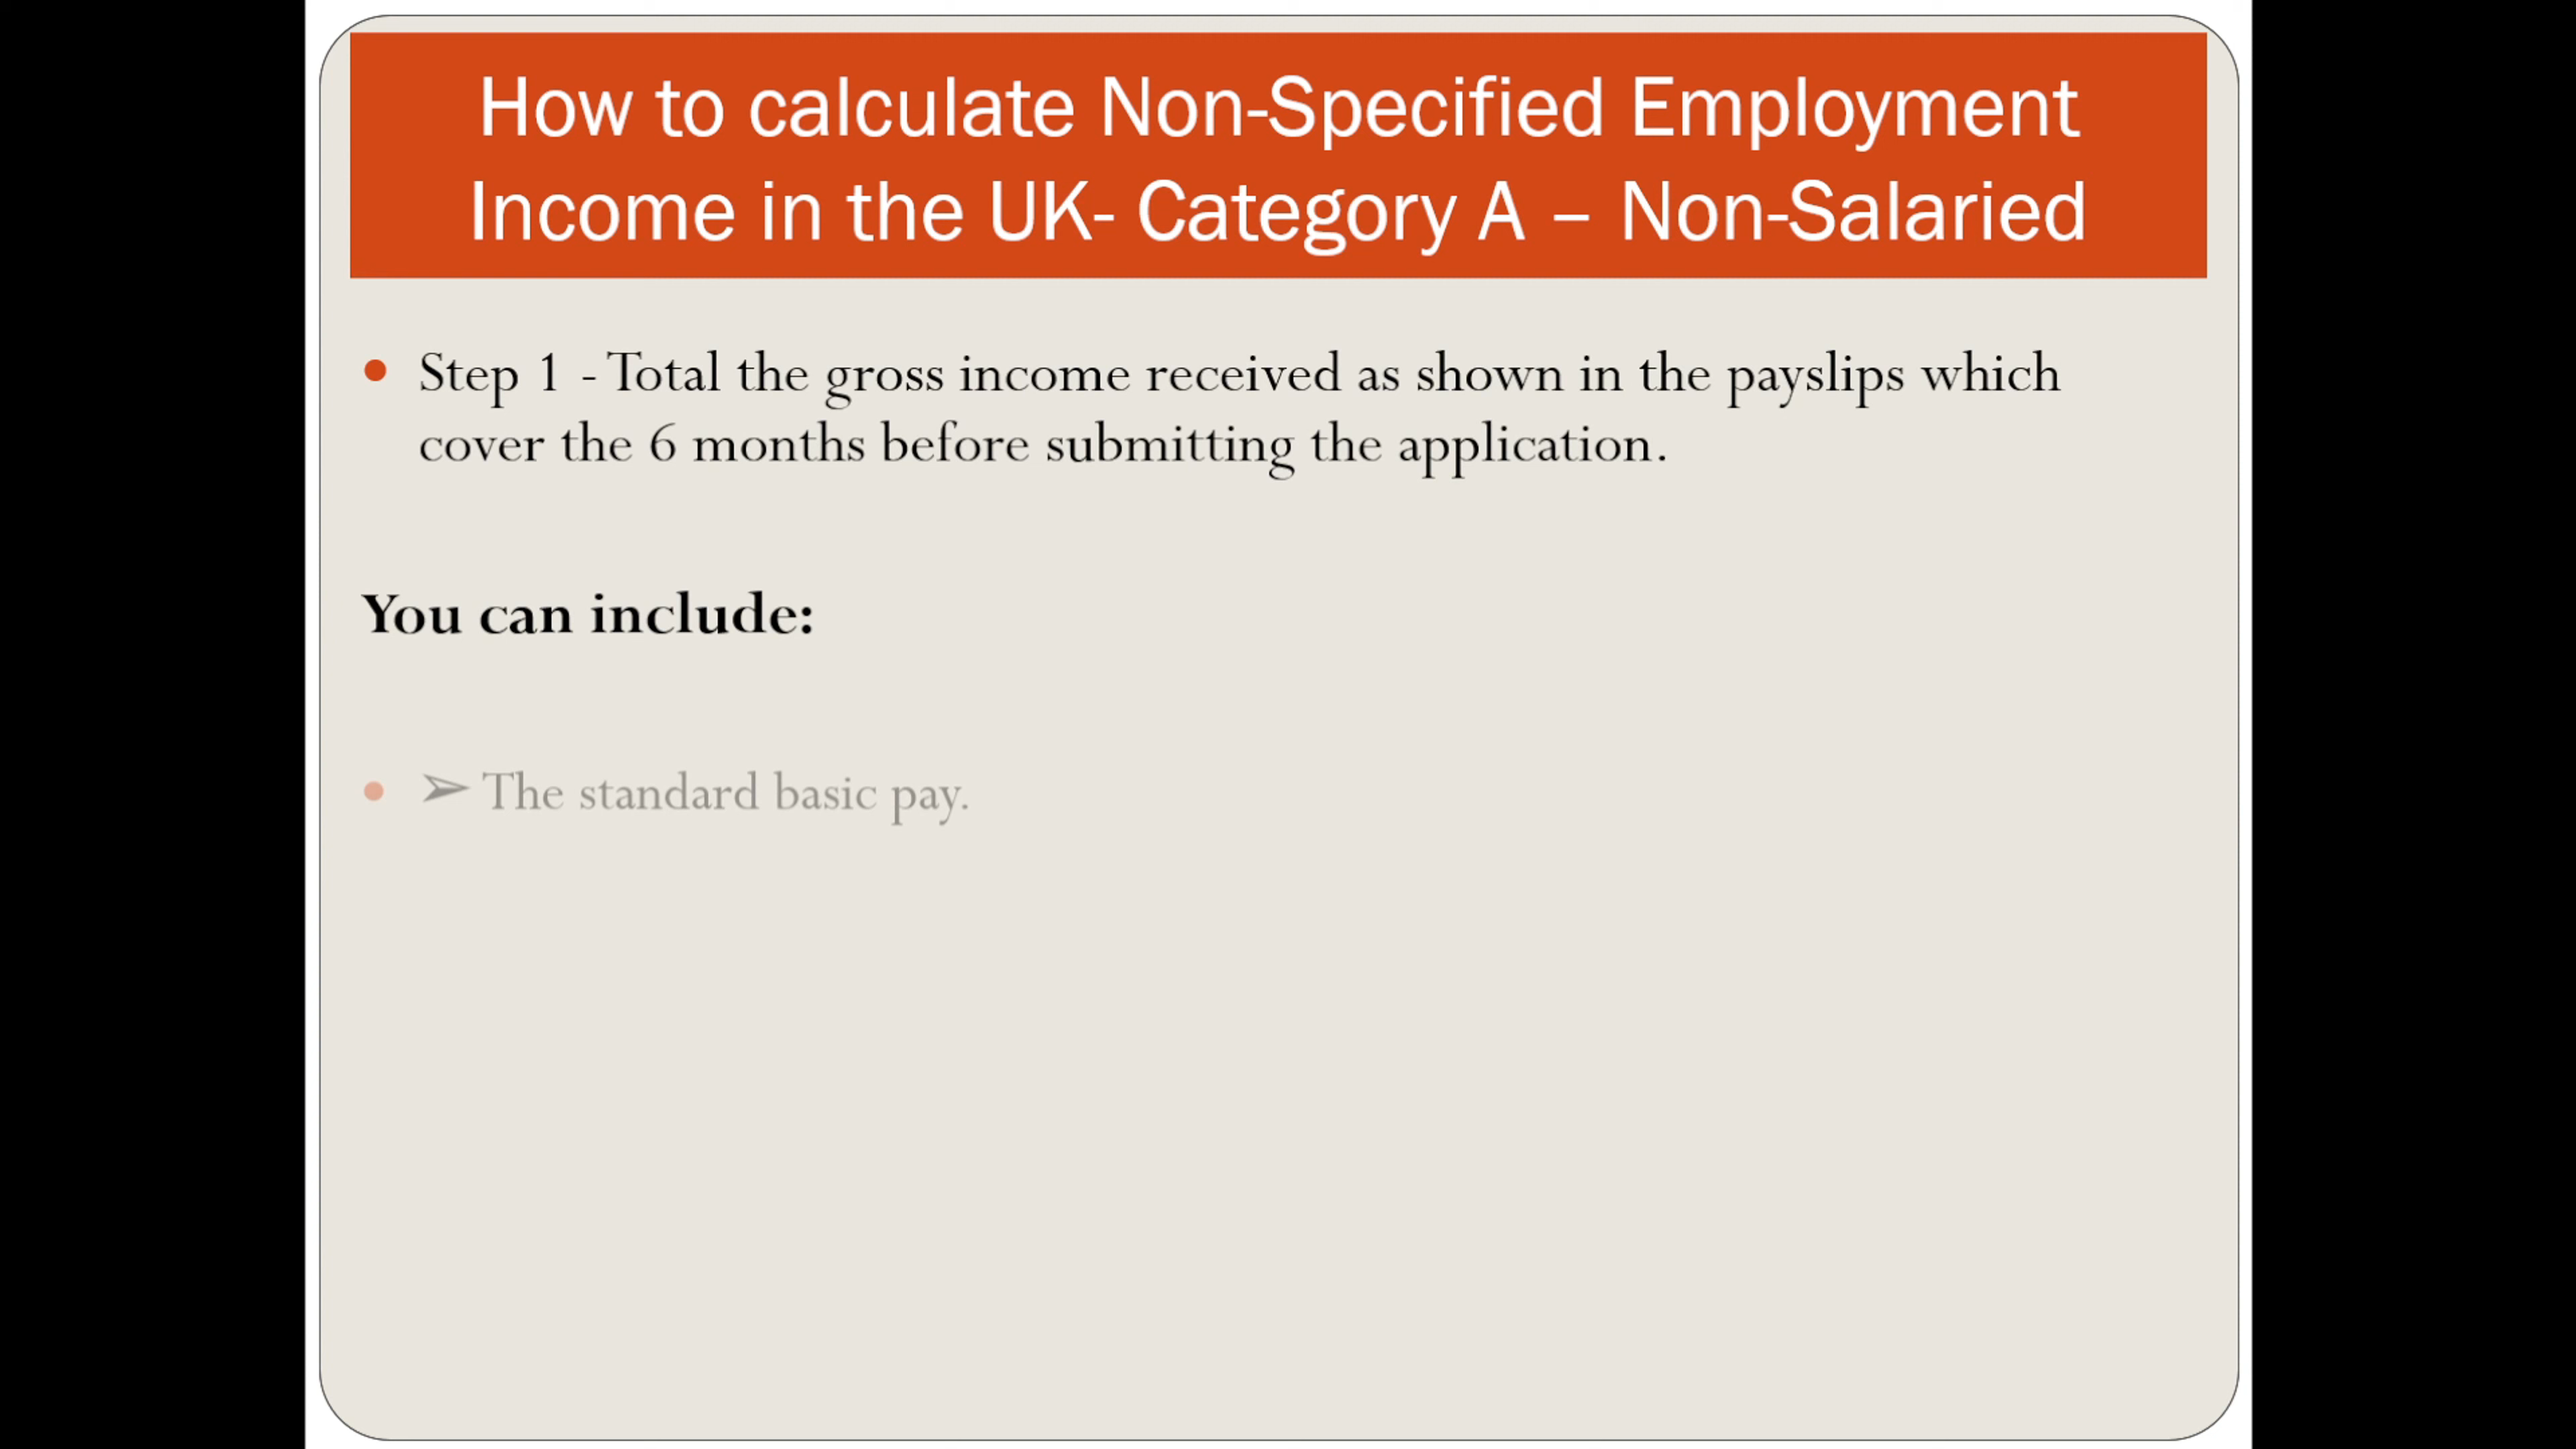 How to calculate Non-Specified Employment
Income in the UK- Category A – Non-Salaried
• Step 1 - Total the gross income received as shown in the payslips which
cover the 6 months before submitting the application.
You can include:
• ➢ The standard basic pay.